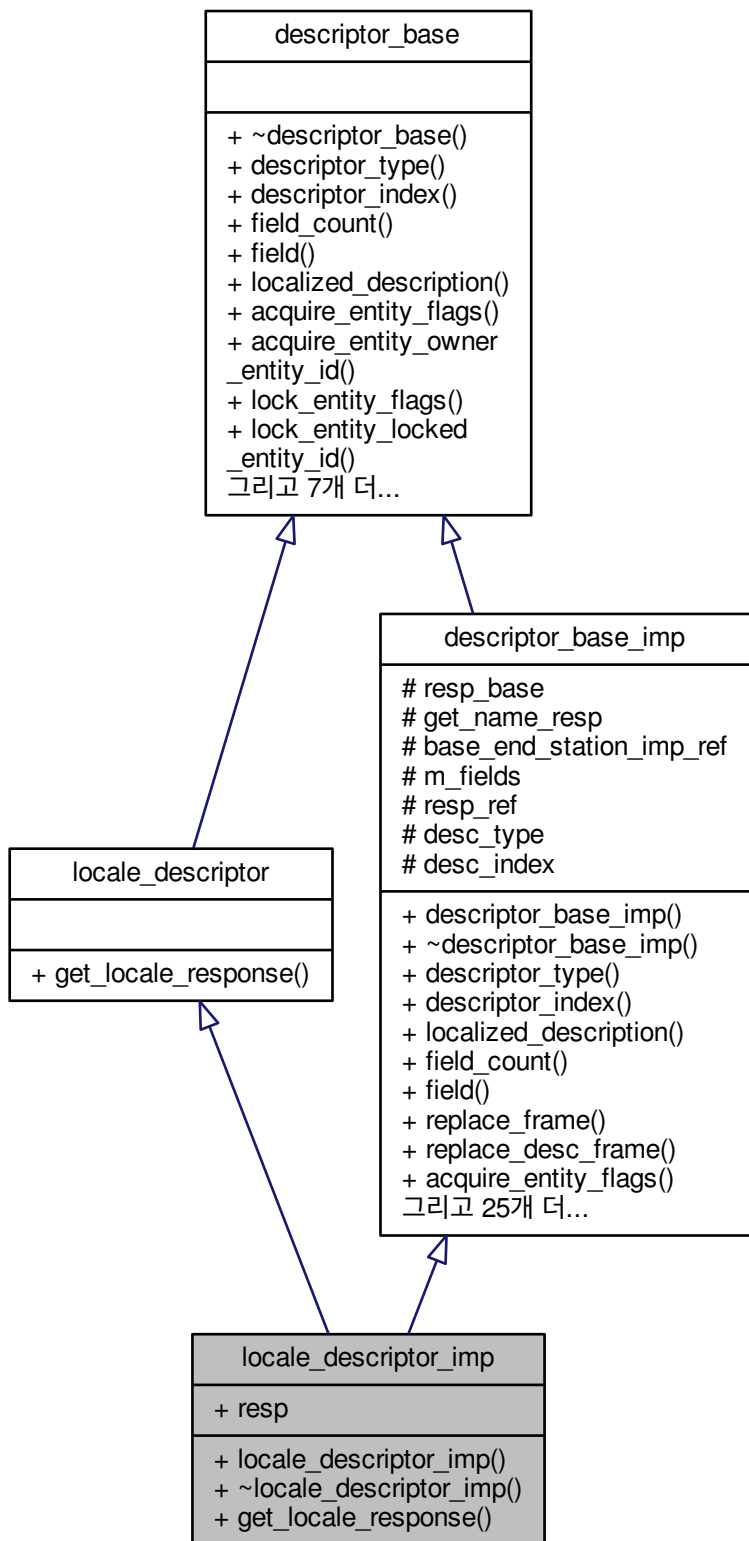 descriptor_base
+ ~descriptor_base()
+ descriptor_type()
+ descriptor_index()
+ field_count()
+ field()
+ localized_description()
+ acquire_entity_flags()
+ acquire_entity_owner
_entity_id()
+ lock_entity_flags()
+ lock_entity_locked
_entity_id()
그리고 7개 더...
descriptor_base_imp
# resp_base
# get_name_resp
# base_end_station_imp_ref
# m_fields
# resp_ref
# desc_type
# desc_index
+ descriptor_base_imp()
+ ~descriptor_base_imp()
+ descriptor_type()
+ descriptor_index()
+ localized_description()
+ field_count()
+ field()
+ replace_frame()
+ replace_desc_frame()
+ acquire_entity_flags()
그리고 25개 더...
locale_descriptor
+ get_locale_response()
locale_descriptor_imp
+ resp
+ locale_descriptor_imp()
+ ~locale_descriptor_imp()
+ get_locale_response()